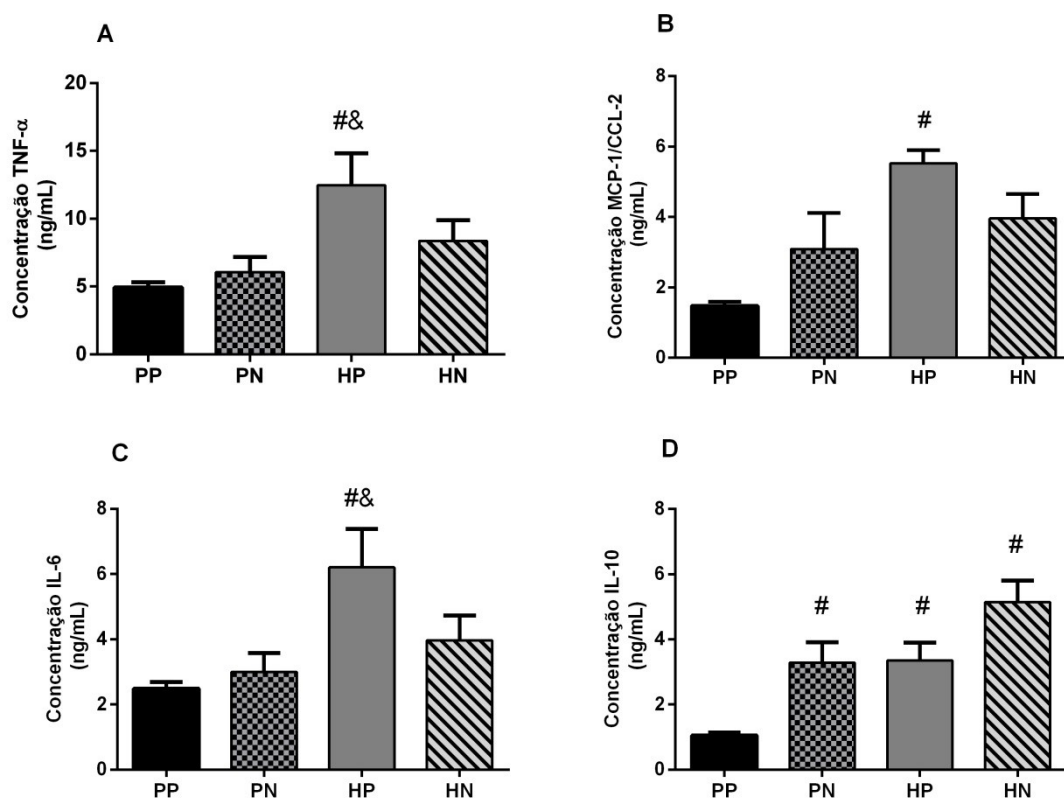 A
Concentração TNF-α
(ng/mL)
20
15
10
5
0
#&
PP PN HP HN
B
Concentração MCP-1/CCL-2
(ng/mL)
8
6
4
2
0
#
PP PN HP HN
C
Concentração IL-6
(ng/mL)
8
6
4
2
0
#&
PP PN HP HN
D
Concentração IL-10
(ng/mL)
8
6
4
2
0
# # #
PP PN HP HN